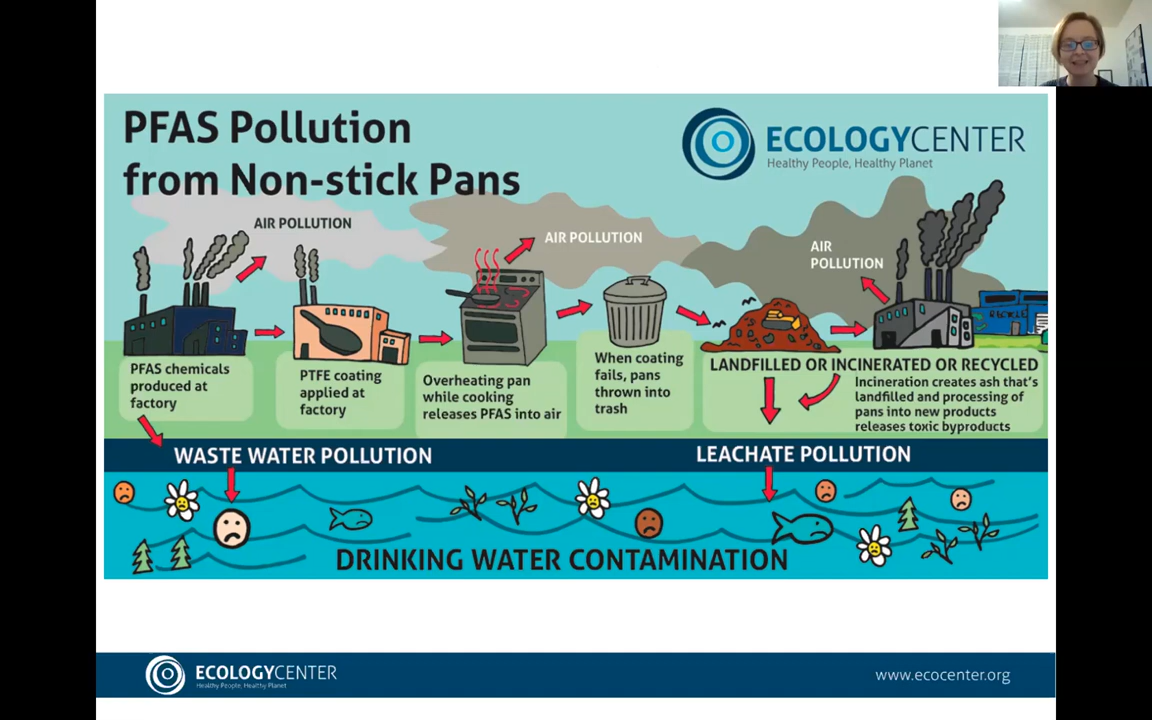 PFAS Pollution
from Non-stick Pans
ECOLOGYCENTER
Healthy People, Healthy Planet
AIR POLLUTION
AIR POLLUTION
AIR
POLLUTION
RECYCLE
PFAS chemicals
produced at
factory
PTFE coating
applied at
factory
Overheating pan
while cooking
releases PFAS into air
When coating
fails, pans
thrown into
trash
LANDFILLED OR INCINERATED OR RECYCLED
Incineration creates ash that's
landfilled and processing of
pans into new products
releases toxic byproducts
WASTE WATER POLLUTION
LEACHATE POLLUTION
DRINKING WATER CONTAMINATION
ECOLOGYCENTER
Healthy People, Healthy Planet
www.ecocenter.org